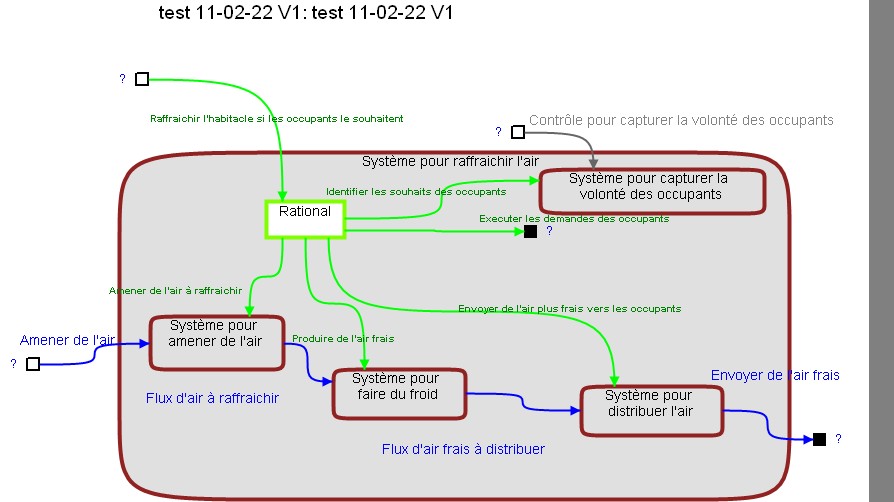 test 11-02-22 V1: test 11-02-22 V1
?
Raffraichir l'habitacle si les occupants le souhaitent
Contrôle pour capturer la volonté des occupants
?
Système pour raffraichir l'air
Système pour capturer la
volonté des occupants
Identifier les souhaits des occupants
Rational
Executer les demandes des occupants
?
Amener de l'air à raffraichir
Envoyer de l'air plus frais vers les occupants
Système pour
amener de l'air
Amener de l'air
Produire de l'air frais
?
Système pour
faire du froid
Envoyer de l'air frais
Flux d'air à raffraichir
Système pour
distribuer l'air
?
Flux d'air frais à distribuer